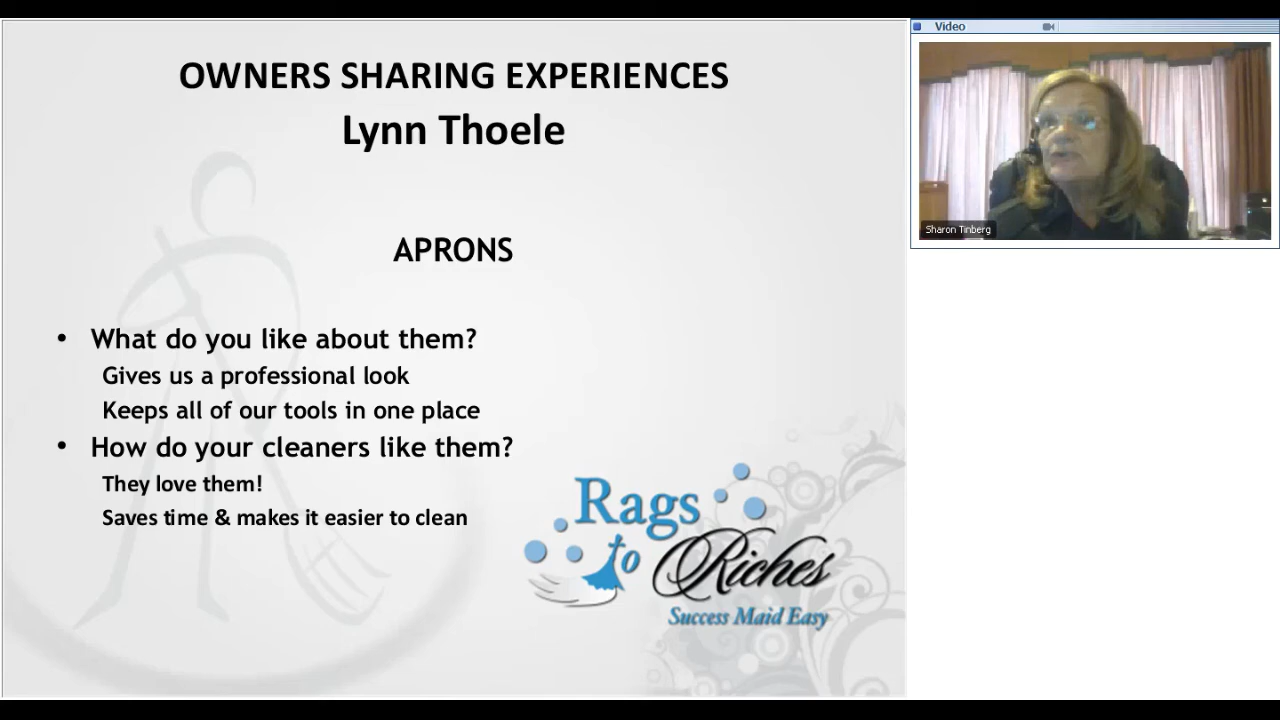 OWNERS SHARING EXPERIENCES
Lynn Thoele
APRONS
• What do you like about them?
Gives us a professional look
Keeps all of our tools in one place
• How do your cleaners like them?
They love them!
Saves time & makes it easier to clean
Rags
to Riches
Success Maid Easy
Video
Sharon Tinberg